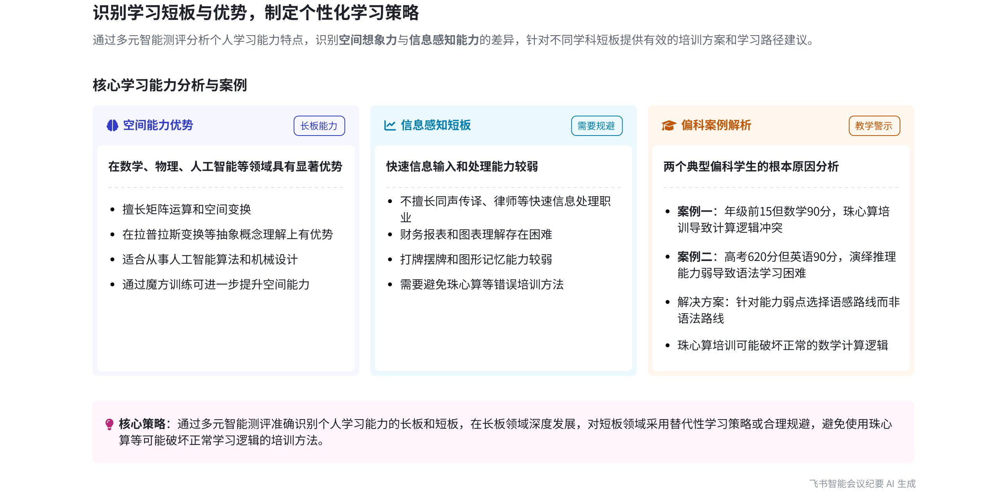 识别学习短板与优势，制定个性化学习策略
通过多元智能测评分析个人学习能力特点，识别空间想象力与信息感知能力的差异，针对不同学科短板提供有效的培训方案和学习路径建议。
核心学习能力分析与案例
空间能力优势
长板能力
在数学、物理、人工智能等领域具有显著优势
擅长矩阵运算和空间变换
在拉普拉斯变换等抽象概念理解上有优势
适合从事人工智能算法和机械设计
通过魔方训练可进一步提升空间能力
信息感知短板
需要规避
快速信息输入和处理能力较弱
不擅长同声传译、律师等快速信息处理职
业
财务报表和图表理解存在困难
打牌摆牌和图形记忆能力较弱
需要避免珠心算等错误培训方法
偏科案例解析
教学警示
两个典型偏科学生的根本原因分析
案例一：年级前15但数学90分，珠心算培
训导致计算逻辑冲突
案例二：高考620分但英语90分，演绎推理
能力弱导致语法学习困难
解决方案：针对能力弱点选择语感路线而非
语法路线
珠心算培训可能破坏正常的数学计算逻辑
核心策略：通过多元智能测评准确识别个人学习能力的长板和短板，在长板领域深度发展，对短板领域采用替代性学习策略或合理规避，避免使用珠心
算等可能破坏正常学习逻辑的培训方法。
飞书智能会议纪要 AI 生成